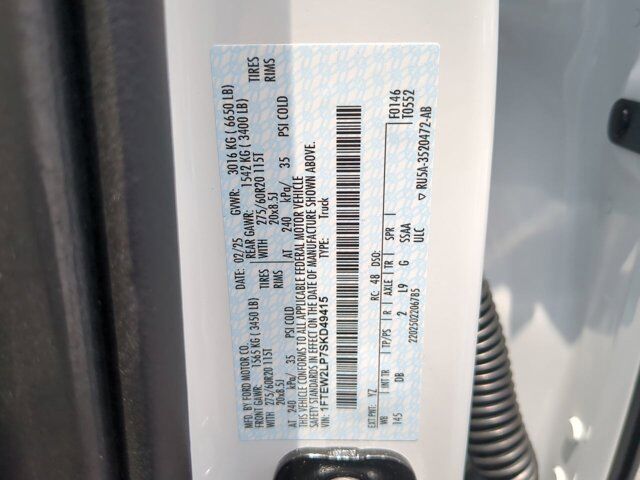 MFD. BY FORD MOTOR CO.
DATE: 02/25 GVWR: 3016 KG ( 6650 LB)
FRONT GAWR: 1565 KG ( 3450 LB) REAR GAWR: 1542 KG ( 3400 LB)
WITH 275/60R20 115T TIRES WITH 275/60R20 115T TIRES
20x8.5J RIMS 20x8.5J RIMS
AT 240 kPa/ 35 PSI COLD AT 240 kPa/ 35 PSI COLD
THIS VEHICLE CONFORMS TO ALL APPLICABLE FEDERAL MOTOR VEHICLE
SAFETY STANDARDS IN EFFECT ON THE DATE OF MANUFACTURE SHOWN ABOVE.
1FTEW2LP7SKD49415 TYPE: Truck
EXT PNT: YZ RC: 48 DSO: F0146
T0552
WB INT TR TP/PS R AXLE TR SPR
145 DB 2 L9 G SSAA
ULC
2202502206785
▽ RU5A-3520472-AB